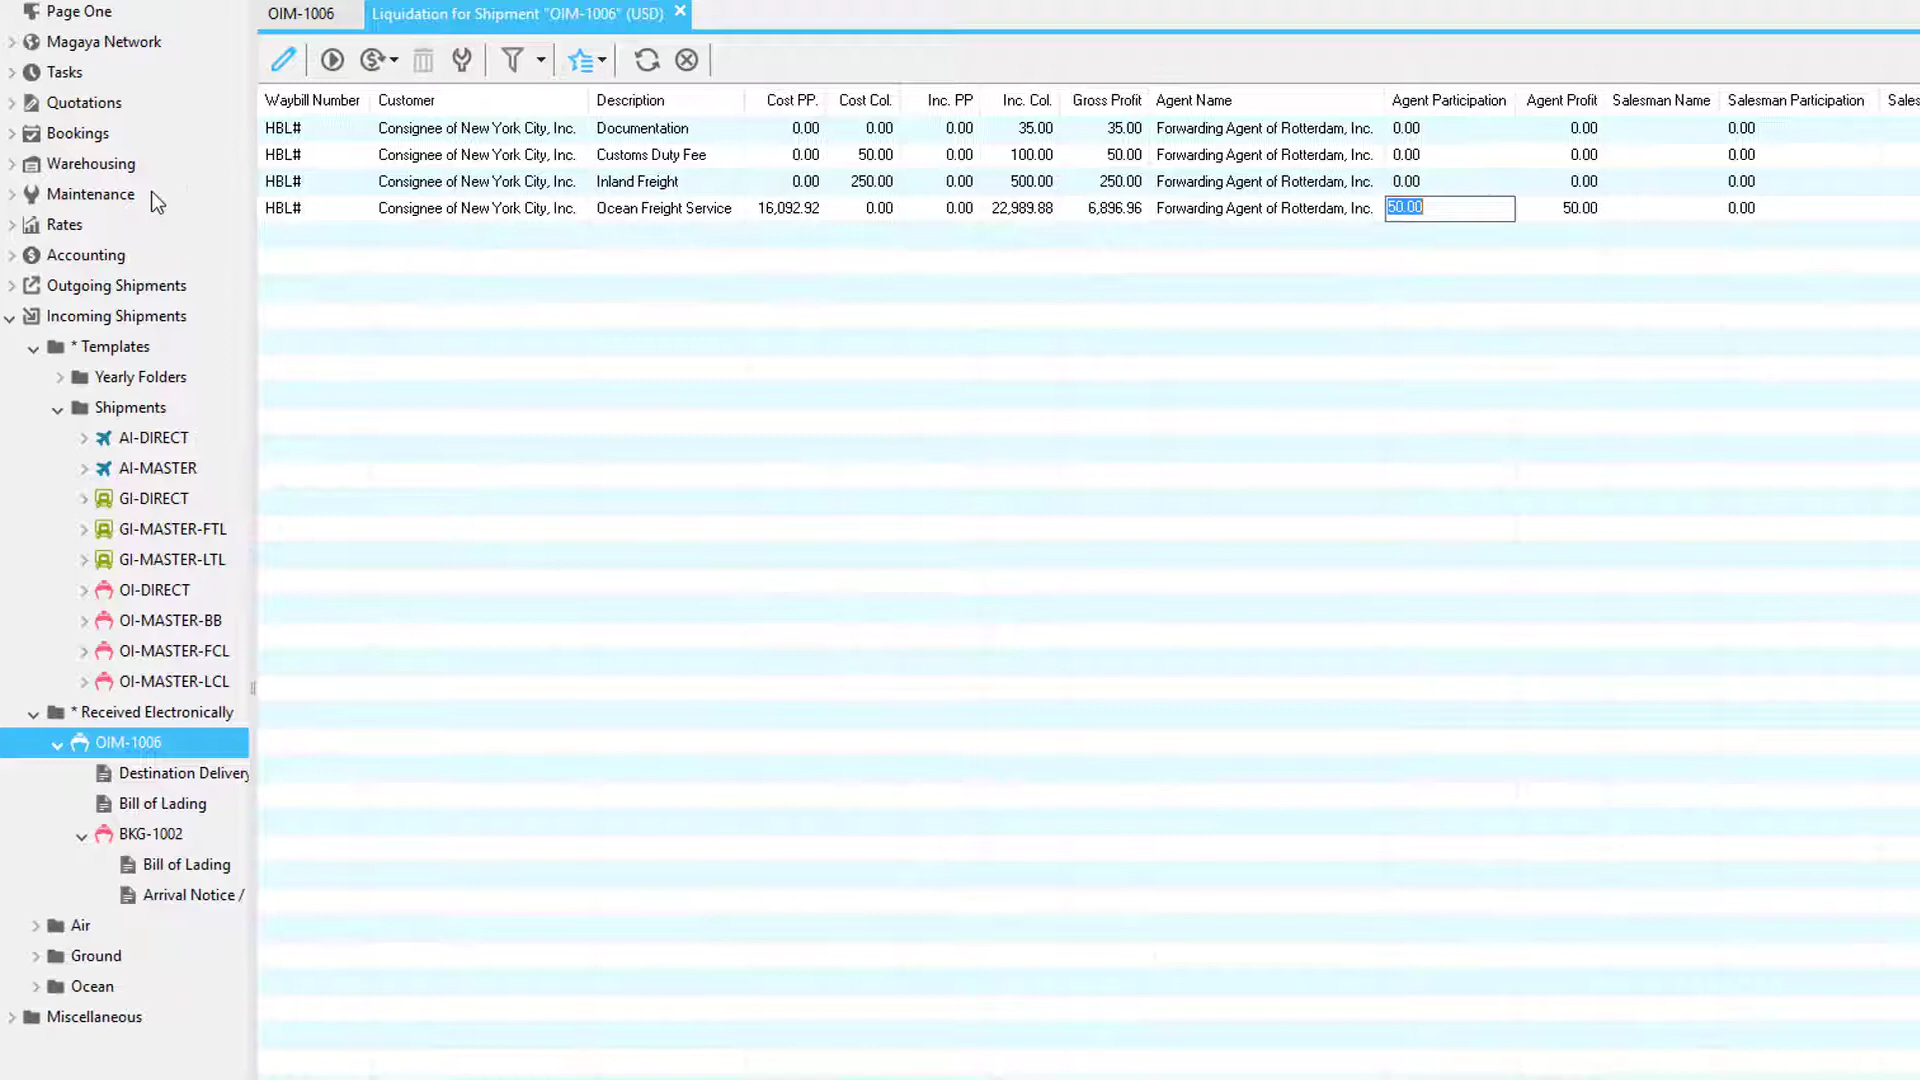 Page One
Magaya Network
Tasks
Quotations
Bookings
Warehousing
Maintenance
Rates
Accounting
Outgoing Shipments
Incoming Shipments
* Templates
Yearly Folders
Shipments
AI-DIRECT
AI-MASTER
GI-DIRECT
GI-MASTER-FTL
GI-MASTER-LTL
OI-DIRECT
OI-MASTER-BB
OI-MASTER-FCL
OI-MASTER-LCL
* Received Electronically
OIM-1006
Destination Delivery
Bill of Lading
BKG-1002
Bill of Lading
Arrival Notice /
Air
Ground
Ocean
Miscellaneous
OIM-1006 Liquidation for Shipment "OIM-1006" (USD)
Waybill Number Customer Description Cost PP. Cost Col. Inc. PP Inc. Col. Gross Profit Agent Name Agent Participation Agent Profit Salesman Name Salesman Participation Sales
HBL# Consignee of New York City, Inc. Documentation 0.00 0.00 0.00 35.00 35.00 Forwarding Agent of Rotterdam, Inc. 0.00 0.00 0.00
HBL# Consignee of New York City, Inc. Customs Duty Fee 0.00 50.00 0.00 100.00 50.00 Forwarding Agent of Rotterdam, Inc. 0.00 0.00 0.00
HBL# Consignee of New York City, Inc. Inland Freight 0.00 250.00 0.00 500.00 250.00 Forwarding Agent of Rotterdam, Inc. 0.00 0.00 0.00
HBL# Consignee of New York City, Inc. Ocean Freight Service 16,092.92 0.00 0.00 22,989.88 6,896.96 Forwarding Agent of Rotterdam, Inc. 50.00 50.00 0.00